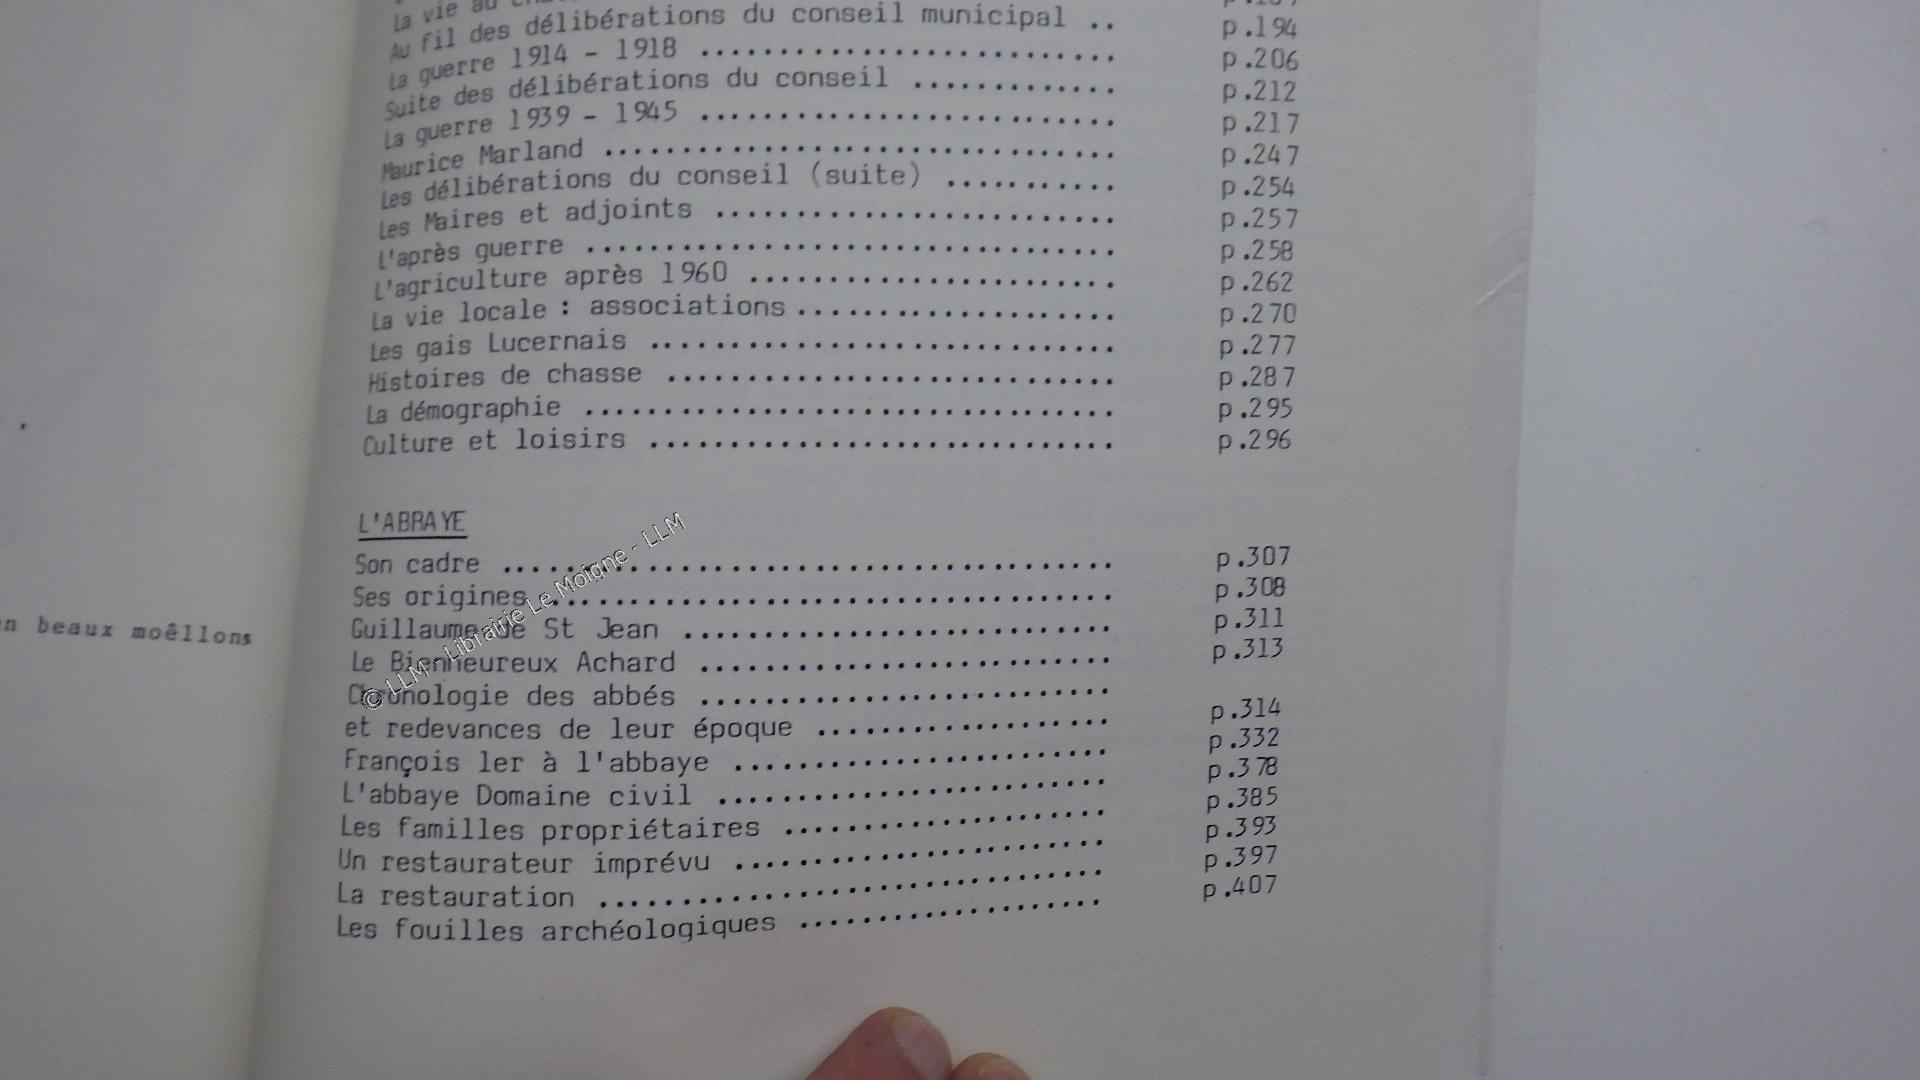 La vie au
Au fil des délibérations du conseil municipal .. p.194
La guerre 1914 - 1918 .......................... p.206
Suite des délibérations du conseil ............. p.212
La guerre 1939 - 1945 .......................... p.217
Maurice Marland ................................ p.247
Les délibérations du conseil (suite) ........... p.254
Les Maires et adjoints ......................... p.257
L'après guerre ................................. p.258
L'agriculture après 1960 ....................... p.262
La vie locale : associations.................... p.270
Les gais Lucernais ............................. p.277
Histoires de chasse ............................ p.287
La démographie ................................. p.295
Culture et loisirs ............................. p.296
L'ABBAYE
Son cadre ...................................... p.307
Ses origines ................................... p.308
Guillaume de St Jean ........................... p.311
Le Bienheureux Achard .......................... p.313
Chronologie des abbés ..........................
et redevances de leur époque ................... p.314
François 1er à l'abbaye ........................ p.332
L'abbaye Domaine civil ......................... p.378
Les familles propriétaires ..................... p.385
Un restaurateur imprévu ........................ p.393
La restauration ................................ p.397
Les fouilles archéologiques .................... p.407
en beaux moêllons
© LLM - Librairie Le Moigne - LLM